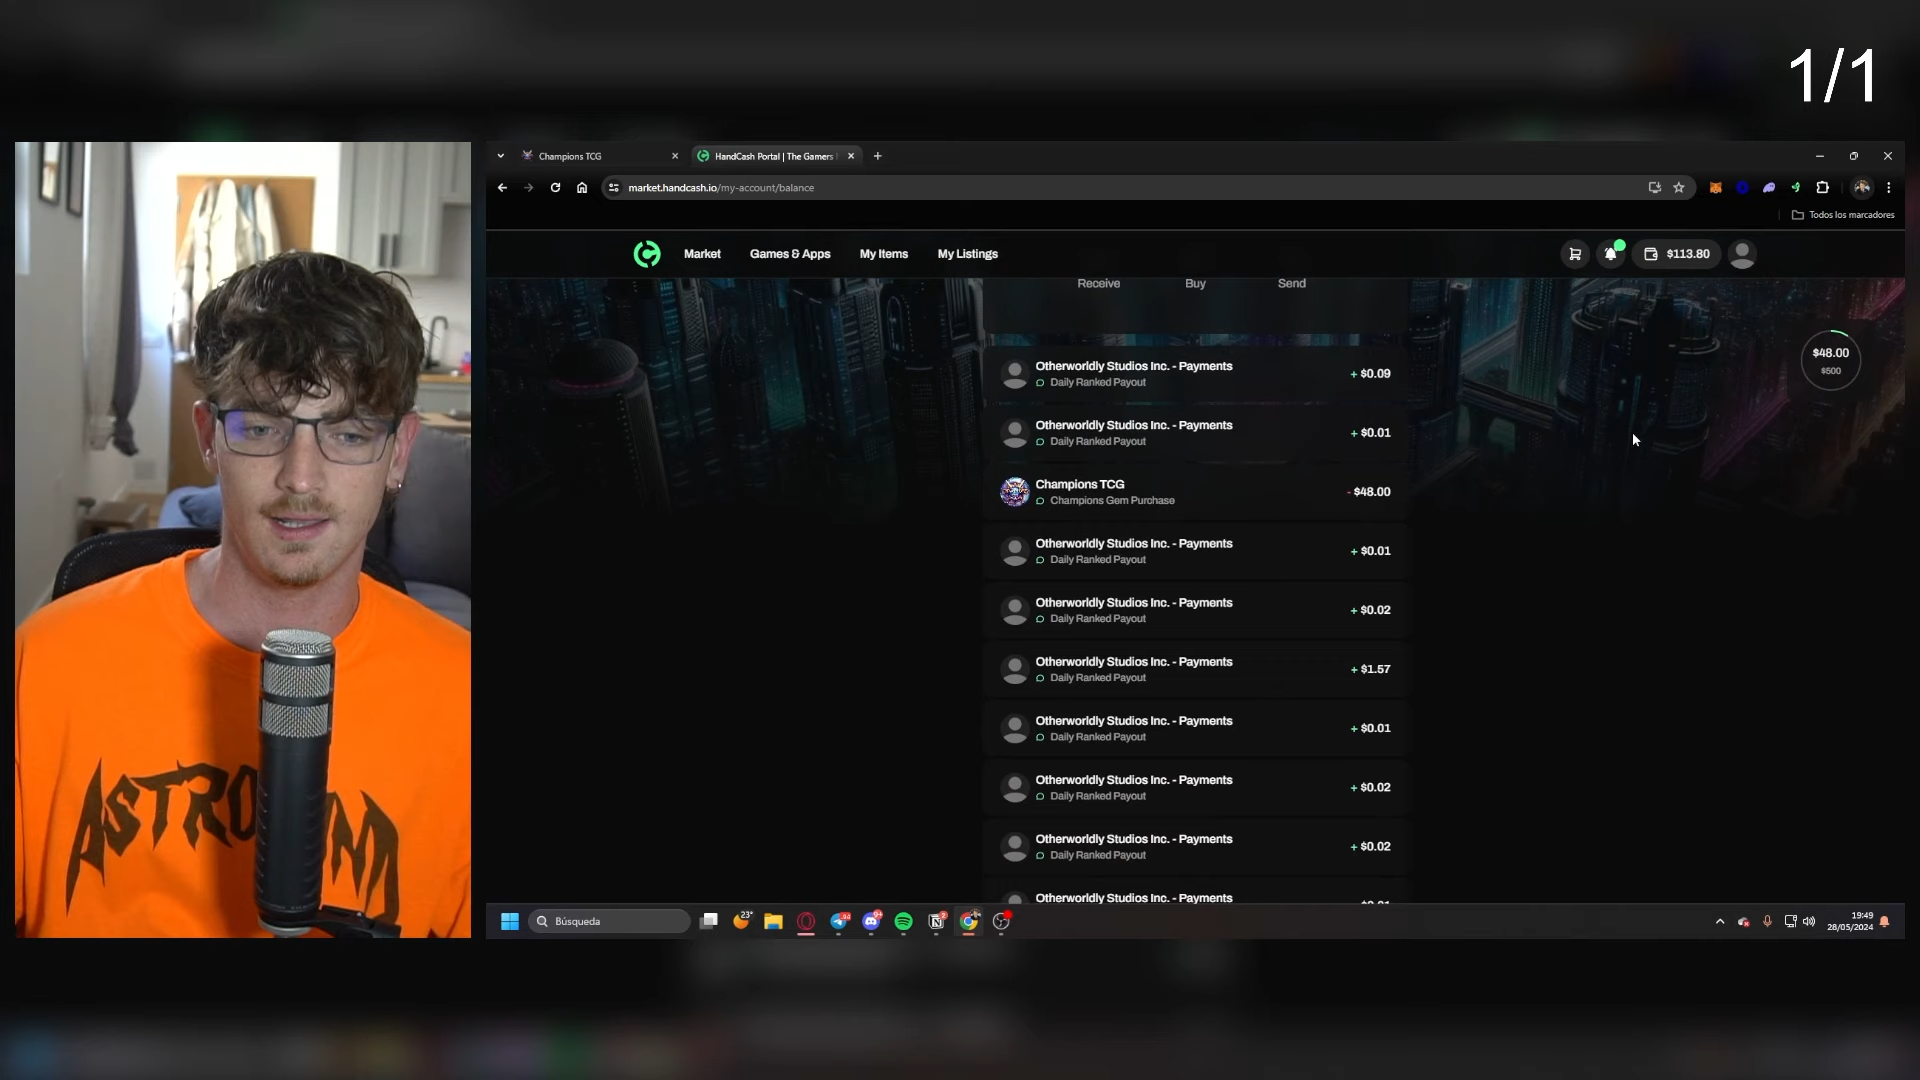 1/1
Champions TCG
HandCash Portal | The Gamers
market.handcash.io/my-account/balance
Todos los marcadores
Market
Games & Apps
My Items
My Listings
$113.80
Receive
Buy
Send
$48.00
$500
Otherworldly Studios Inc. - Payments
Daily Ranked Payout
+ $0.09
Otherworldly Studios Inc. - Payments
Daily Ranked Payout
+ $0.01
Champions TCG
Champions Gem Purchase
- $48.00
Otherworldly Studios Inc. - Payments
Daily Ranked Payout
+ $0.01
Otherworldly Studios Inc. - Payments
Daily Ranked Payout
+ $0.02
Otherworldly Studios Inc. - Payments
Daily Ranked Payout
+ $1.57
Otherworldly Studios Inc. - Payments
Daily Ranked Payout
+ $0.01
Otherworldly Studios Inc. - Payments
Daily Ranked Payout
+ $0.02
Otherworldly Studios Inc. - Payments
Daily Ranked Payout
+ $0.02
Otherworldly Studios Inc. - Payments
Búsqueda
23°
19:49
28/05/2024